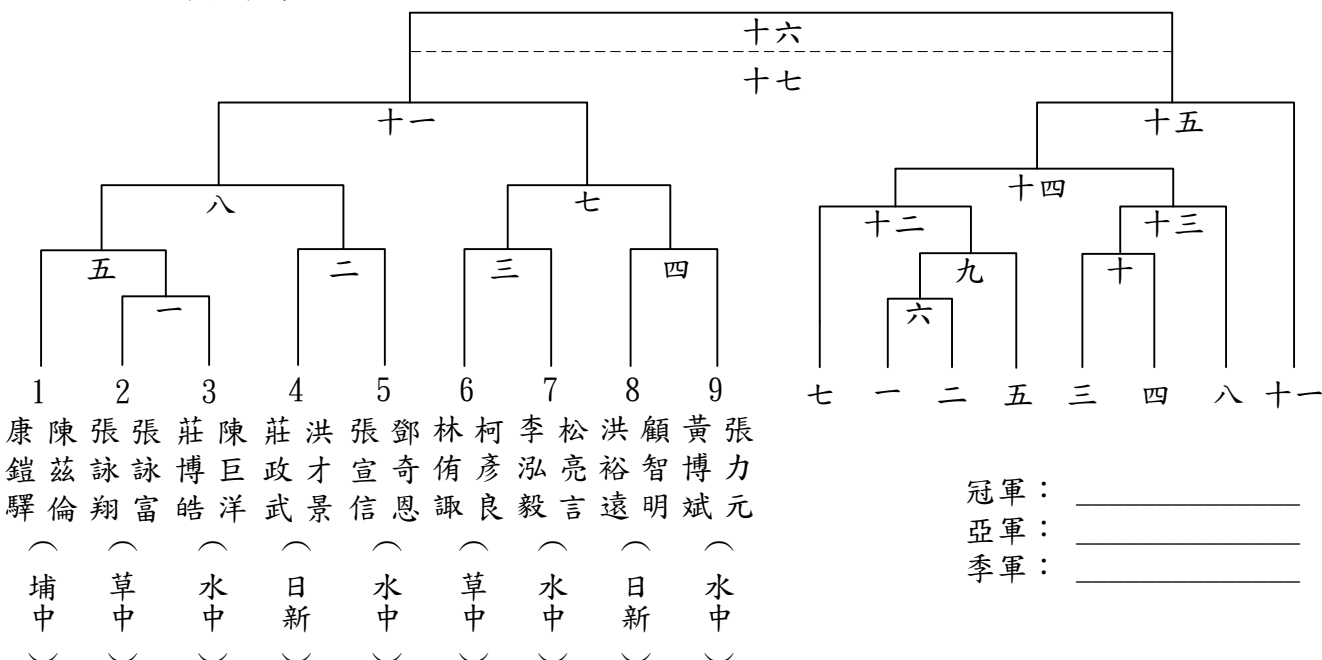 十六
十七
十一
十五
八
七
十四
十二
十三
五
二
三
四
九
十
一
六
1 2 3 4 5 6 7 8 9
七 一 二 五 三 四 八 十一
康鎧驛
陳茲倫
(埔中)
張詠翔
張詠富
(草中)
莊博皓
陳巨洋
(水中)
莊政武
洪才景
(日新)
張宣信
鄧奇恩
(水中)
林侑諏
柯彥良
(草中)
李泓毅
松亮言
(水中)
洪裕遠
顧智明
(日新)
黃博斌
張力元
(水中)
冠軍：
亞軍：
季軍：